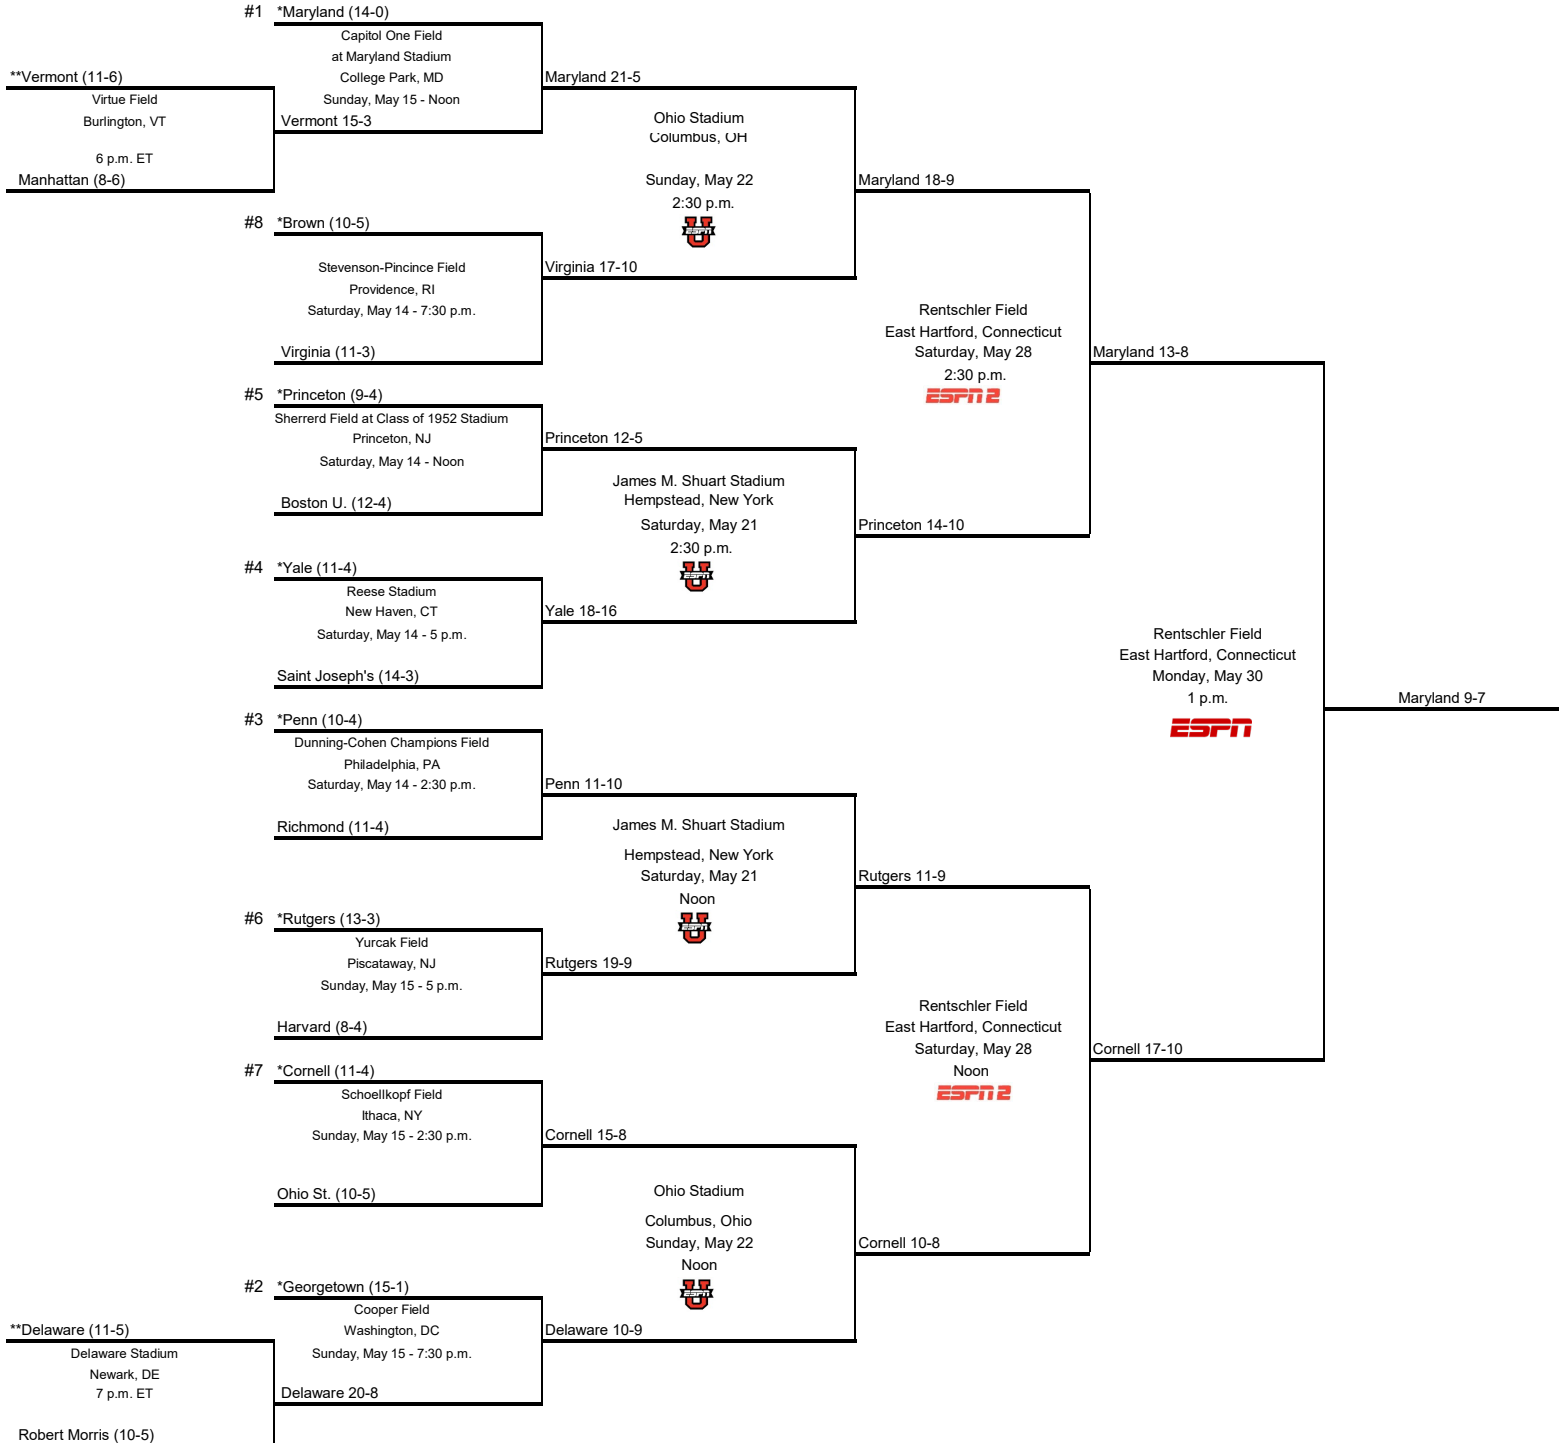 #1 *Maryland (14-0)
Capitol One Field
at Maryland Stadium
College Park, MD
Sunday, May 15 - Noon
**Vermont (11-6)
Virtue Field
Burlington, VT
6 p.m. ET
Manhattan (8-6)
Vermont 15-3
Maryland 21-5
Ohio Stadium
Columbus, OH
Sunday, May 22
2:30 p.m.
ESPN U
Maryland 18-9
#8 *Brown (10-5)
Stevenson-Pincince Field
Providence, RI
Saturday, May 14 - 7:30 p.m.
Virginia (11-3)
Virginia 17-10
Rentschler Field
East Hartford, Connecticut
Saturday, May 28
2:30 p.m.
ESPN 2
Maryland 13-8
#5 *Princeton (9-4)
Sherrerd Field at Class of 1952 Stadium
Princeton, NJ
Saturday, May 14 - Noon
Boston U. (12-4)
Princeton 12-5
James M. Shuart Stadium
Hempstead, New York
Saturday, May 21
2:30 p.m.
ESPN U
Princeton 14-10
#4 *Yale (11-4)
Reese Stadium
New Haven, CT
Saturday, May 14 - 5 p.m.
Saint Joseph's (14-3)
Yale 18-16
Rentschler Field
East Hartford, Connecticut
Monday, May 30
1 p.m.
ESPN
Maryland 9-7
#3 *Penn (10-4)
Dunning-Cohen Champions Field
Philadelphia, PA
Saturday, May 14 - 2:30 p.m.
Richmond (11-4)
Penn 11-10
James M. Shuart Stadium
Hempstead, New York
Saturday, May 21
Noon
ESPN U
Rutgers 11-9
#6 *Rutgers (13-3)
Yurcak Field
Piscataway, NJ
Sunday, May 15 - 5 p.m.
Harvard (8-4)
Rutgers 19-9
Rentschler Field
East Hartford, Connecticut
Saturday, May 28
Noon
ESPN 2
Cornell 17-10
#7 *Cornell (11-4)
Schoellkopf Field
Ithaca, NY
Sunday, May 15 - 2:30 p.m.
Ohio St. (10-5)
Cornell 15-8
Ohio Stadium
Columbus, Ohio
Sunday, May 22
Noon
ESPN U
Cornell 10-8
#2 *Georgetown (15-1)
Cooper Field
Washington, DC
Sunday, May 15 - 7:30 p.m.
**Delaware (11-5)
Delaware Stadium
Newark, DE
7 p.m. ET
Robert Morris (10-5)
Delaware 20-8
Delaware 10-9